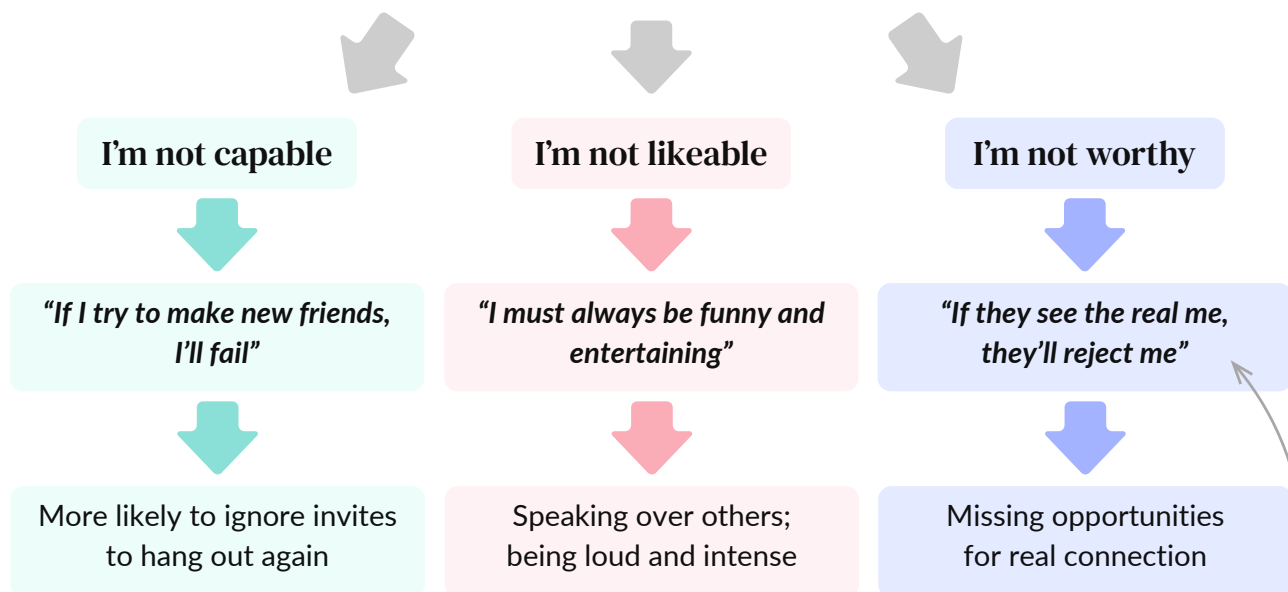 I’m not capable
I’m not likeable
I’m not worthy
“If I try to make new friends,
I’ll fail”
“I must always be funny and
entertaining”
“If they see the real me,
they’ll reject me”
More likely to ignore invites
to hang out again
Speaking over others;
being loud and intense
Missing opportunities
for real connection